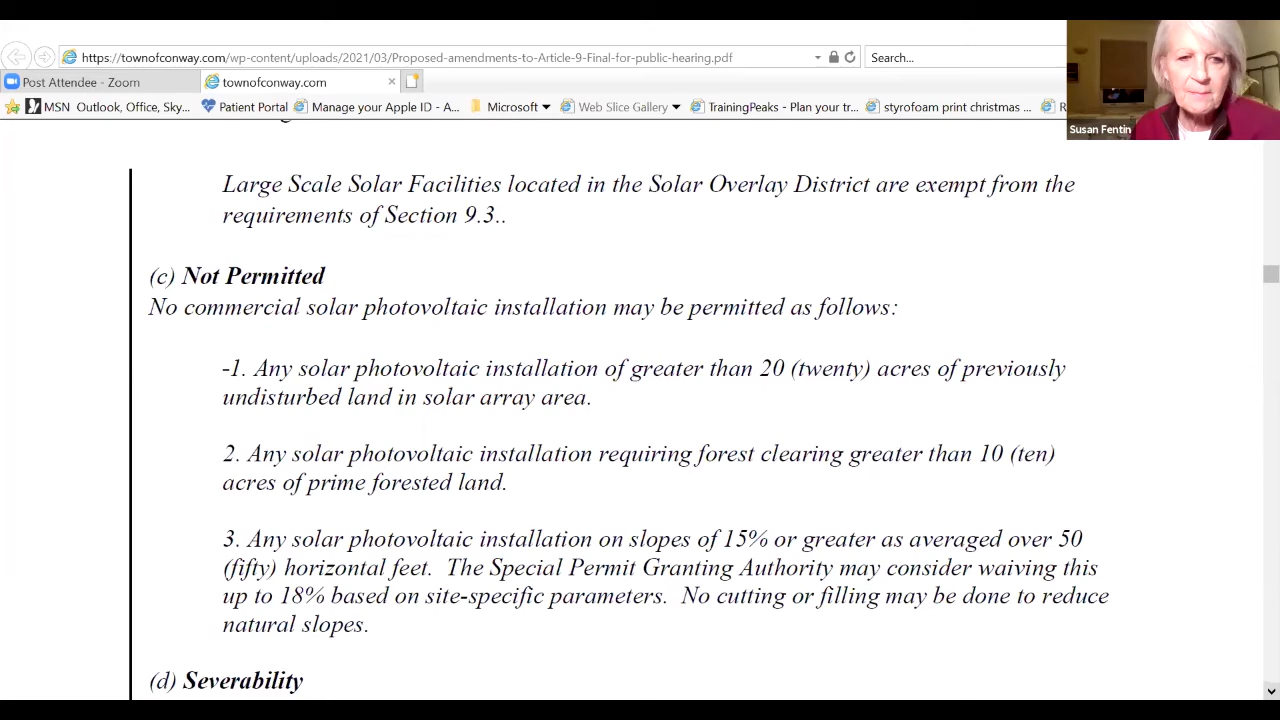 https://townofconway.com/wp-content/uploads/2021/03/Proposed-amendments-to-Article-9-Final-for-public-hearing.pdf
Search...
Post Attendee - Zoom
townofconway.com
MSN
Outlook, Office, Sky...
Patient Portal
Manage your Apple ID - A...
Microsoft
Web Slice Gallery
TrainingPeaks - Plan your tr...
styrofoam print christmas ...
Susan Fentin
Large Scale Solar Facilities located in the Solar Overlay District are exempt from the
requirements of Section 9.3..
(c) Not Permitted
No commercial solar photovoltaic installation may be permitted as follows:
-1. Any solar photovoltaic installation of greater than 20 (twenty) acres of previously
undisturbed land in solar array area.
2. Any solar photovoltaic installation requiring forest clearing greater than 10 (ten)
acres of prime forested land.
3. Any solar photovoltaic installation on slopes of 15% or greater as averaged over 50
(fifty) horizontal feet. The Special Permit Granting Authority may consider waiving this
up to 18% based on site-specific parameters. No cutting or filling may be done to reduce
natural slopes.
(d) Severability